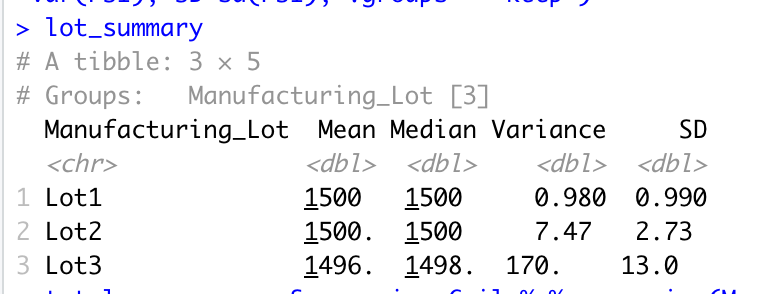 > lot_summary
# A tibble: 3 × 5
# Groups:   Manufacturing_Lot [3]
  Manufacturing_Lot  Mean Median Variance     SD
  <chr>             <dbl>  <dbl>    <dbl>  <dbl>
1 Lot1               1500   1500    0.980  0.990
2 Lot2               1500.  1500    7.47   2.73
3 Lot3               1496.  1498. 170.    13.0